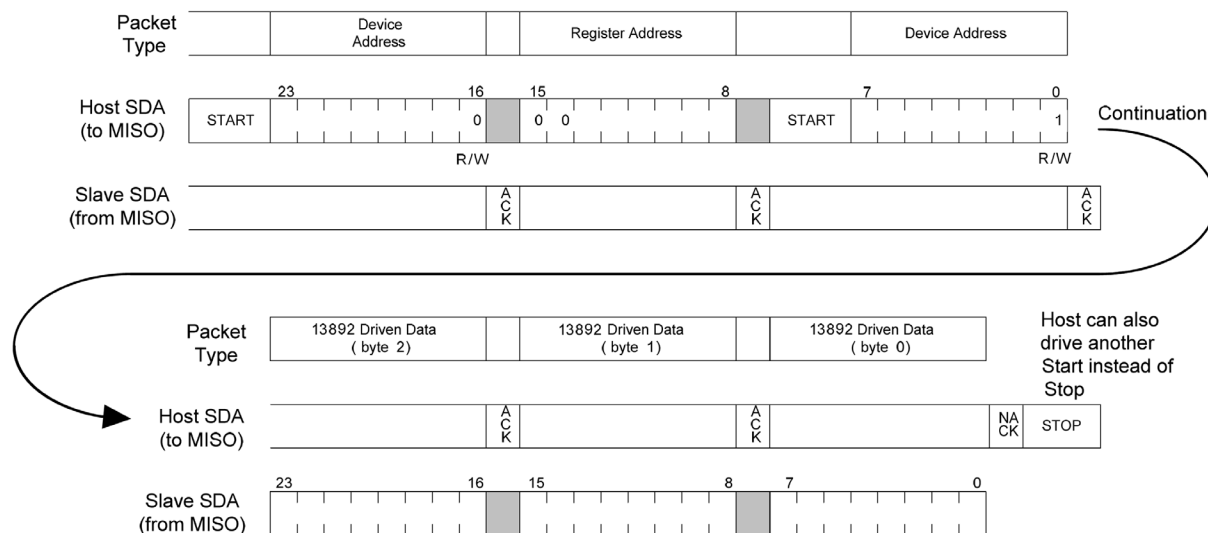 Packet
Type
Device
Address
Register Address
Device Address
Host SDA
(to MISO)
START
23
16
0
15
8
0 0
START
7
0
1
Continuation
R/W
R/W
Slave SDA
(from MISO)
ACK
ACK
ACK
Packet
Type
13892 Driven Data
( byte 2)
13892 Driven Data
( byte 1)
13892 Driven Data
( byte 0)
Host can also
drive another
Start instead of
Stop
Host SDA
(to MISO)
ACK
ACK
NA
CK
STOP
Slave SDA
(from MISO)
23
16
15
8
7
0